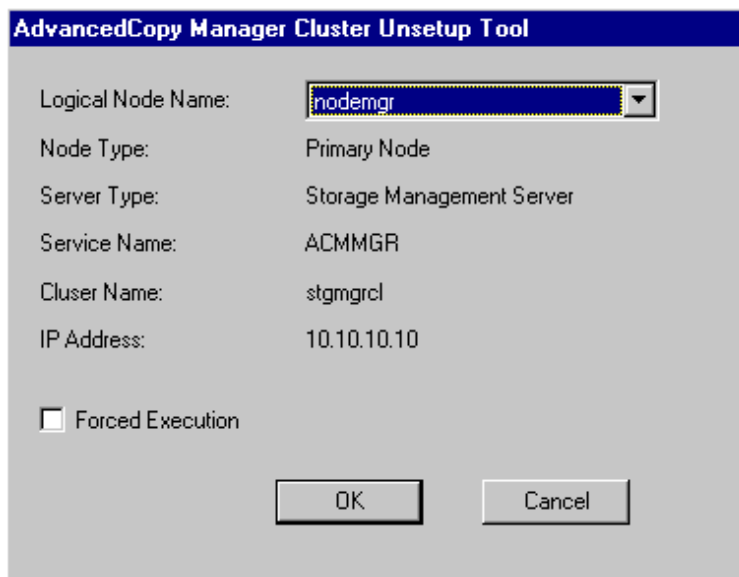 AdvancedCopy Manager Cluster Unsetup Tool
Logical Node Name: nodemgr
Node Type: Primary Node
Server Type: Storage Management Server
Service Name: ACMMGR
Cluser Name: stgmgrcl
IP Address: 10.10.10.10
Forced Execution
OK Cancel